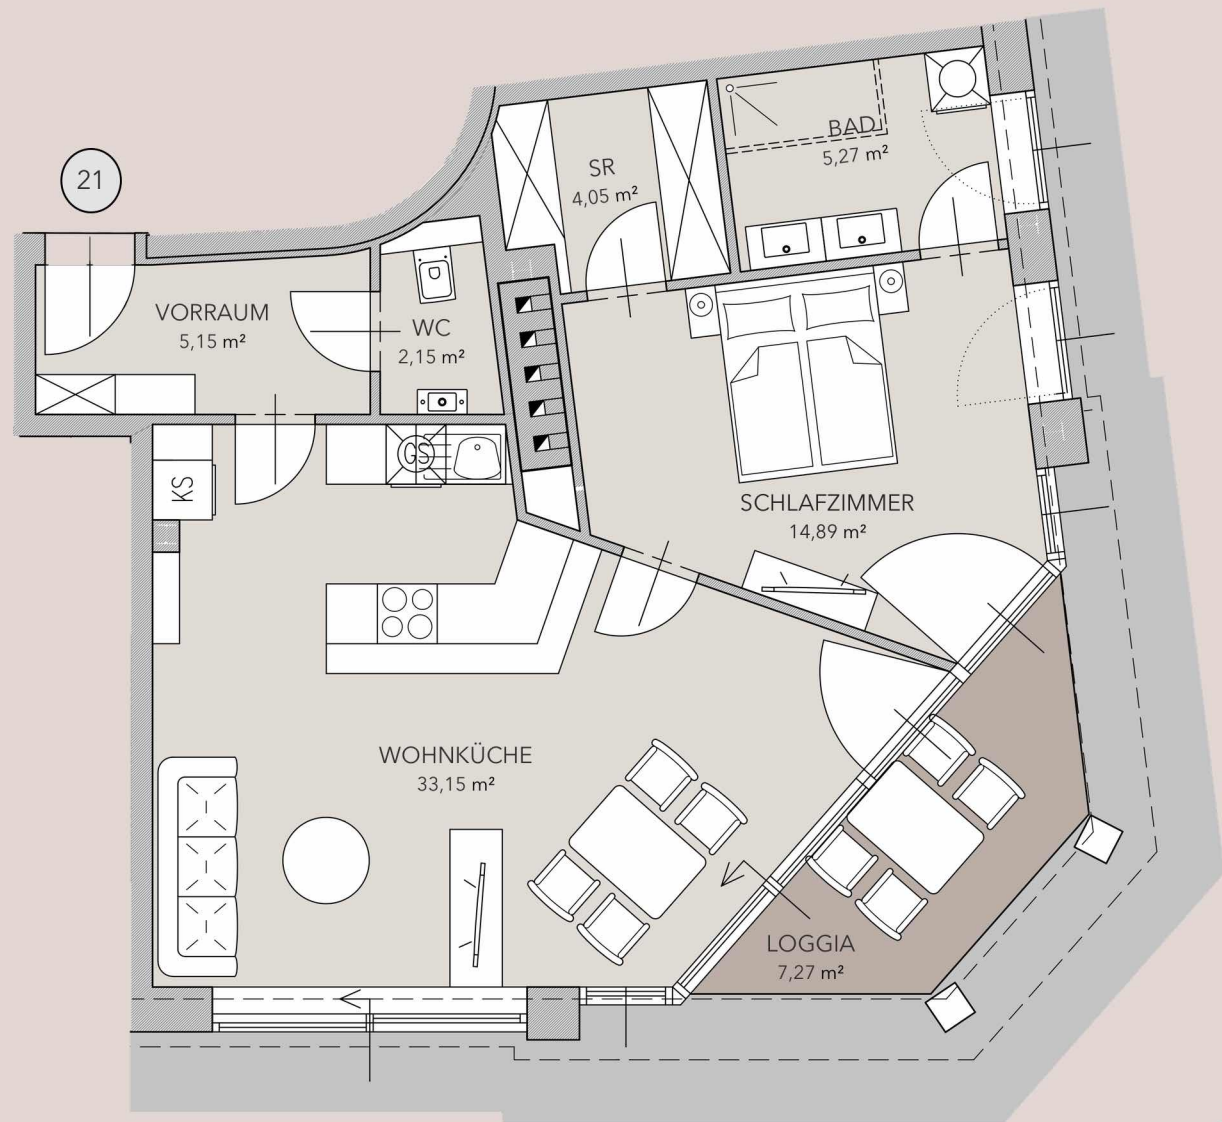 21
BAD
5,27 m²
SR
4,05 m²
VORRAUM
5,15 m²
WC
2,15 m²
GS
KS
SCHLAFZIMMER
14,89 m²
WOHNKÜCHE
33,15 m²
LOGGIA
7,27 m²